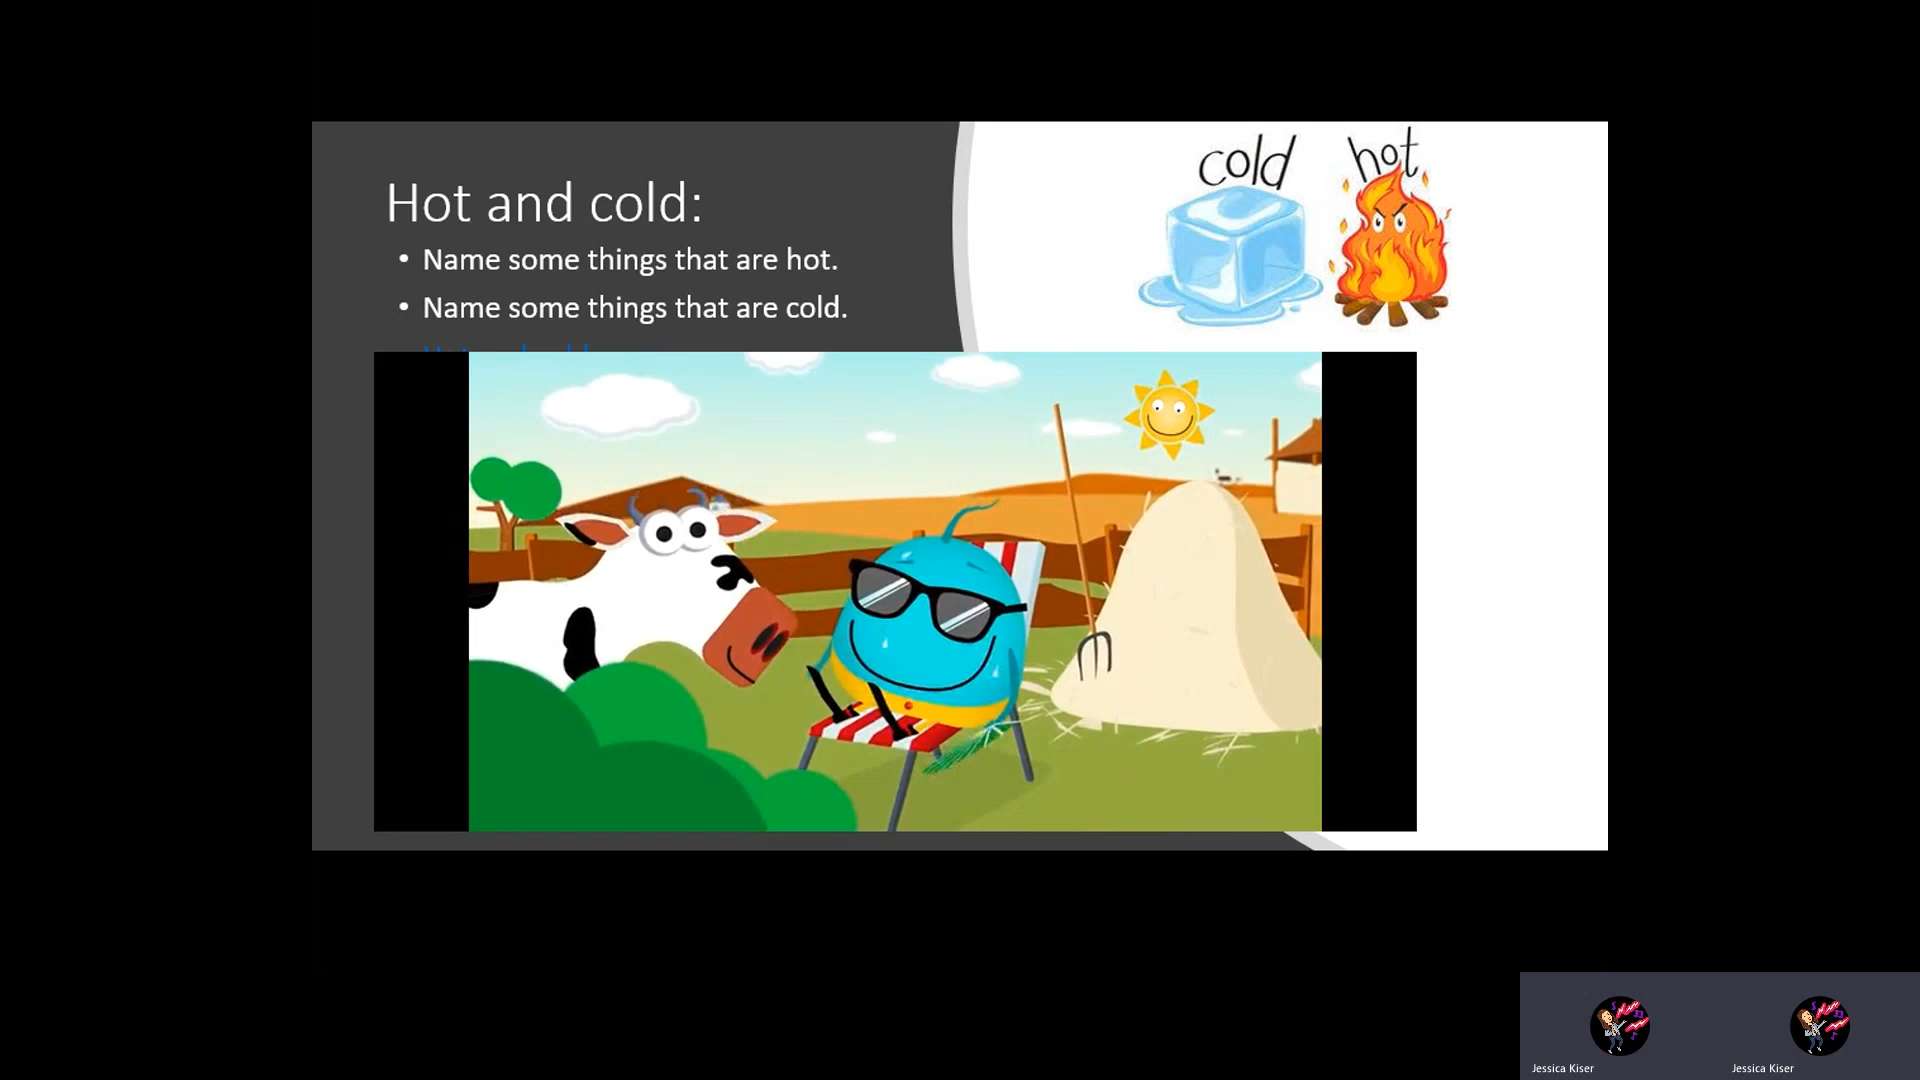 cold hot
Hot and cold:
• Name some things that are hot.
• Name some things that are cold.
Jessica Kiser
Jessica Kiser